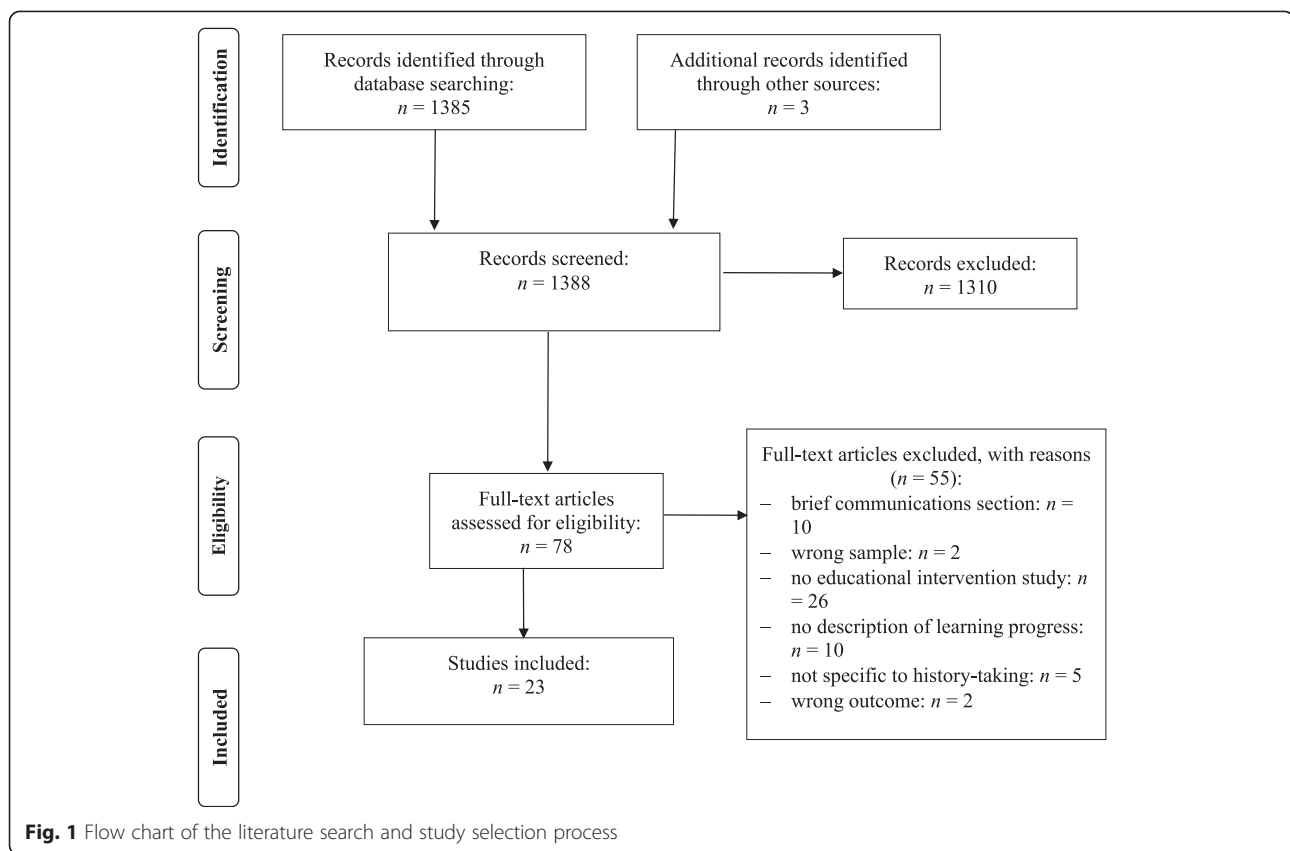 Identification
Records identified through
database searching:
n = 1385
Additional records identified
through other sources:
n = 3
Screening
Records screened:
n = 1388
Records excluded:
n = 1310
Eligibility
Full-text articles
assessed for eligibility:
n = 78
Full-text articles excluded, with reasons
(n = 55):
– brief communications section: n =
10
– wrong sample: n = 2
– no educational intervention study: n
= 26
– no description of learning progress:
n = 10
– not specific to history-taking: n = 5
– wrong outcome: n = 2
Included
Studies included:
n = 23
Fig. 1 Flow chart of the literature search and study selection process